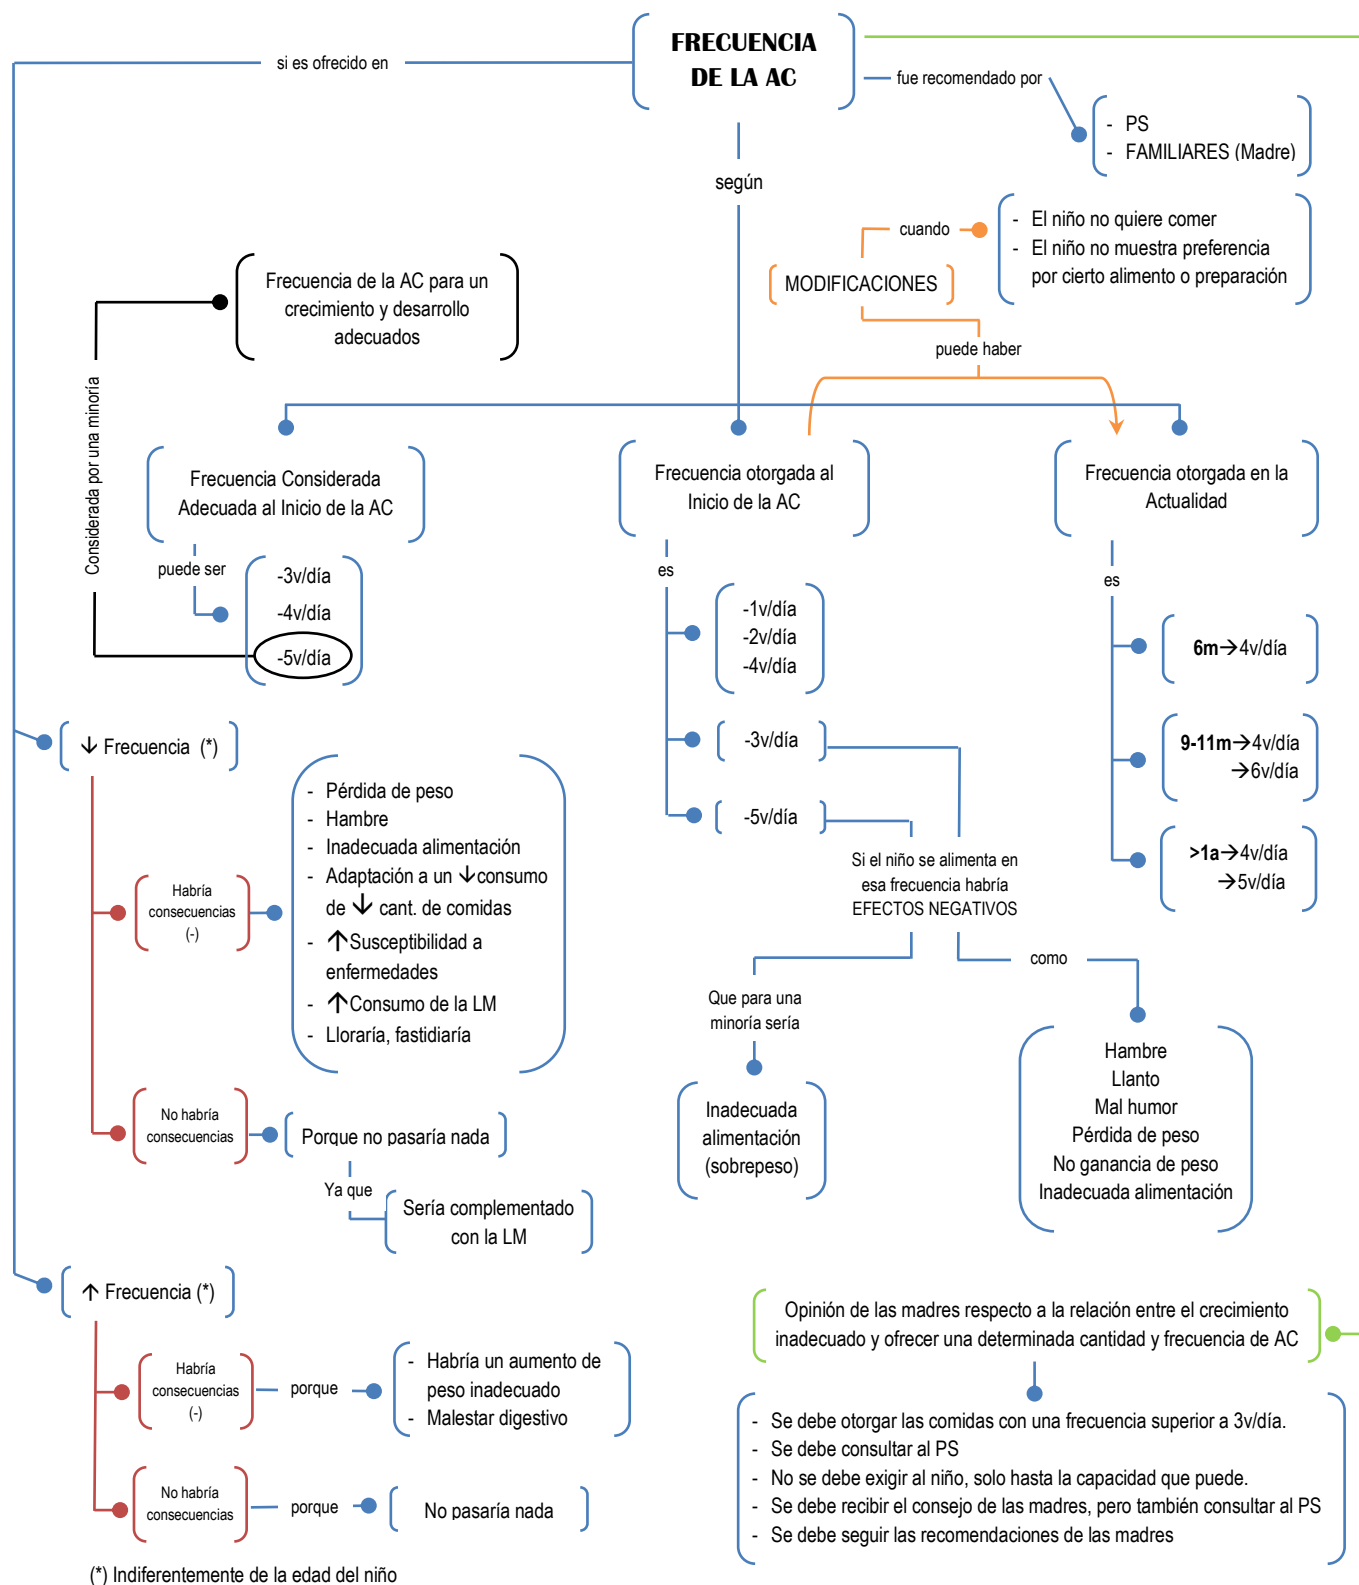 FRECUENCIA
DE LA AC
si es ofrecido en
fue recomendado por
- PS
- FAMILIARES (Madre)
según
cuando
- El niño no quiere comer
- El niño no muestra preferencia
por cierto alimento o preparación
MODIFICACIONES
puede haber
Frecuencia de la AC para un
crecimiento y desarrollo
adecuados
Considerada por una minoría
Frecuencia Considerada
Adecuada al Inicio de la AC
puede ser
-3v/día
-4v/día
-5v/día
Frecuencia otorgada al
Inicio de la AC
es
-1v/día
-2v/día
-4v/día
-3v/día
-5v/día
Frecuencia otorgada en la
Actualidad
es
6m→4v/día
9-11m→4v/día
→6v/día
>1a→4v/día
→5v/día
Si el niño se alimenta en
esa frecuencia habría
EFECTOS NEGATIVOS
Que para una
minoría sería
Inadecuada
alimentación
(sobrepeso)
como
Hambre
Llanto
Mal humor
Pérdida de peso
No ganancia de peso
Inadecuada alimentación
↓ Frecuencia (*)
Habría
consecuencias
(-)
- Pérdida de peso
- Hambre
- Inadecuada alimentación
- Adaptación a un ↓consumo
de ↓ cant. de comidas
- ↑Susceptibilidad a
enfermedades
- ↑Consumo de la LM
- Lloraría, fastidiaría
No habría
consecuencias
Porque no pasaría nada
Ya que
Sería complementado
con la LM
↑ Frecuencia (*)
Habría
consecuencias
(-)
porque
- Habría un aumento de
peso inadecuado
- Malestar digestivo
No habría
consecuencias
porque
No pasaría nada
Opinión de las madres respecto a la relación entre el crecimiento
inadecuado y ofrecer una determinada cantidad y frecuencia de AC
- Se debe otorgar las comidas con una frecuencia superior a 3v/día.
- Se debe consultar al PS
- No se debe exigir al niño, solo hasta la capacidad que puede.
- Se debe recibir el consejo de las madres, pero también consultar al PS
- Se debe seguir las recomendaciones de las madres
(*) Indiferentemente de la edad del niño